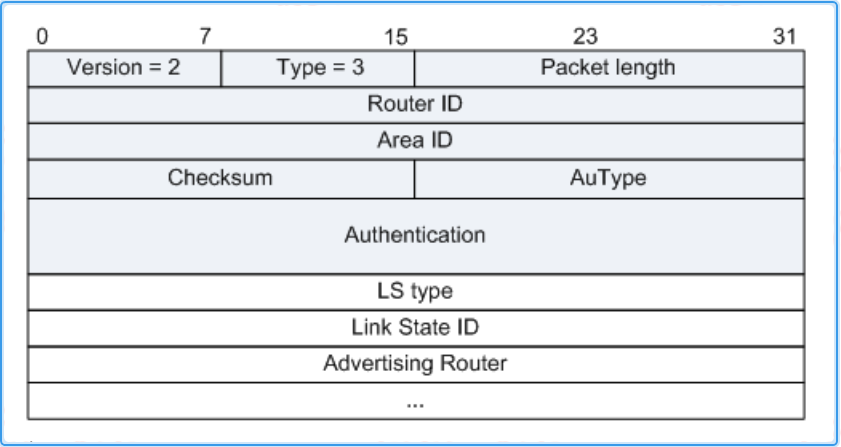 0 7 15 23 31
Version = 2 Type = 3 Packet length
Router ID
Area ID
Checksum AuType
Authentication
LS type
Link State ID
Advertising Router
...